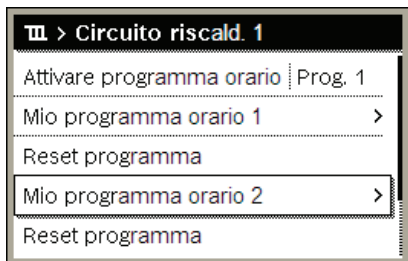 > Circuito riscald. 1
Attivare programma orario Prog. 1
Mio programma orario 1 >
Reset programma
Mio programma orario 2 >
Reset programma